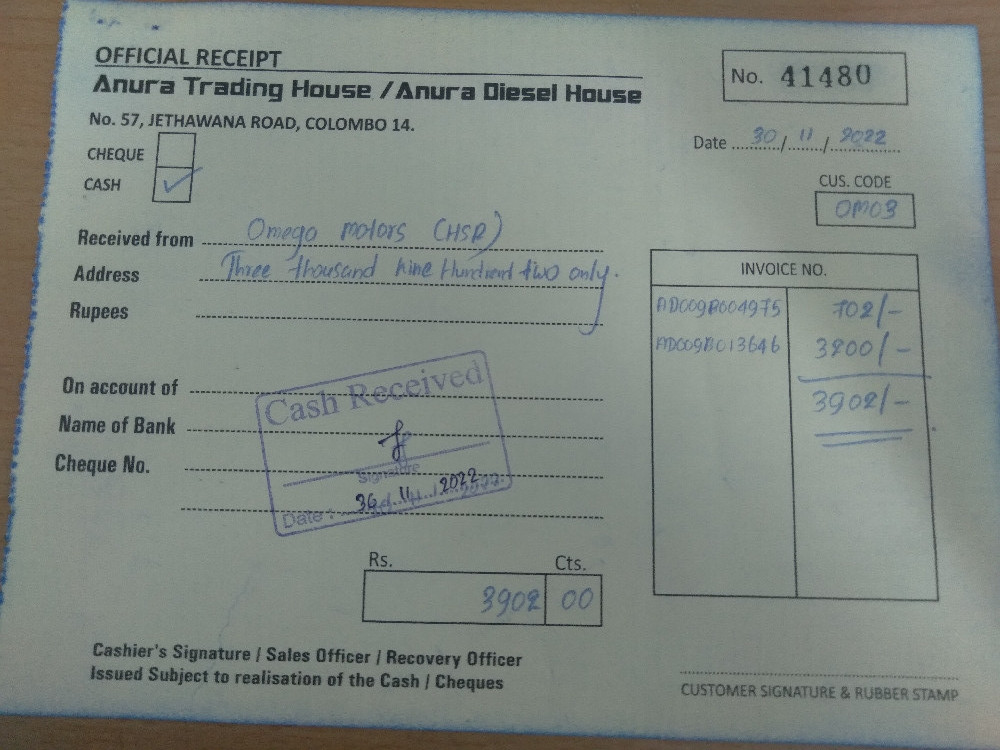 OFFICIAL RECEIPT
Anura Trading House / Anura Diesel House
No. 57, JETHAWANA ROAD, COLOMBO 14.
No. 41480
Date 30/11/2022
CHEQUE
CASH ✓
CUS. CODE
OM03
Received from Omego Motors (HSR)
Address Three thousand Nine Hundred two only.
Rupees
INVOICE NO.
AD009B004975 702/-
AD009B013646 3200/-
3902/-
On account of
Name of Bank
Cheque No.
Cash Received
Signature
Date : 30 11 2022
Rs. Cts.
3902 00
Cashier's Signature / Sales Officer / Recovery Officer
Issued Subject to realisation of the Cash / Cheques
CUSTOMER SIGNATURE & RUBBER STAMP